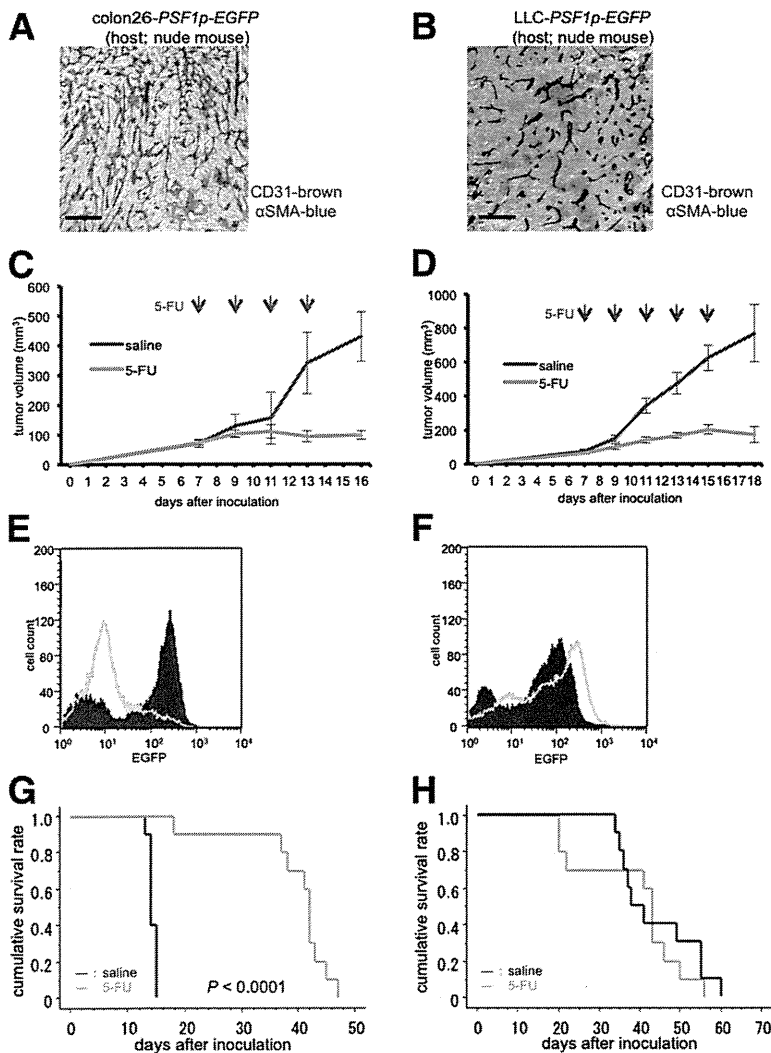 A
colon26-PSF1p-EGFP
(host; nude mouse)
CD31-brown
αSMA-blue
B
LLC-PSF1p-EGFP
(host; nude mouse)
CD31-brown
αSMA-blue
C
tumor volume (mm³)
600
500
400
300
200
100
0
5-FU
saline
5-FU
0 1 2 3 4 5 6 7 8 9 10 11 12 13 14 15 16
days after inoculation
D
tumor volume (mm³)
1000
800
600
400
200
0
5-FU
saline
5-FU
0 1 2 3 4 5 6 7 8 9 10 11 12 13 14 15 16 17 18
days after inoculation
E
cell count
200
160
120
80
40
0
10⁰ 10¹ 10² 10³ 10⁴
EGFP
F
cell count
200
160
120
80
40
0
10⁰ 10¹ 10² 10³ 10⁴
EGFP
G
cumulative survival rate
1.0
0.8
0.6
0.4
0.2
0
— : saline
— : 5-FU
P < 0.0001
0 10 20 30 40 50
days after inoculation
H
cumulative survival rate
1.0
0.8
0.6
0.4
0.2
0
— : saline
— : 5-FU
0 10 20 30 40 50 60 70
days after inoculation